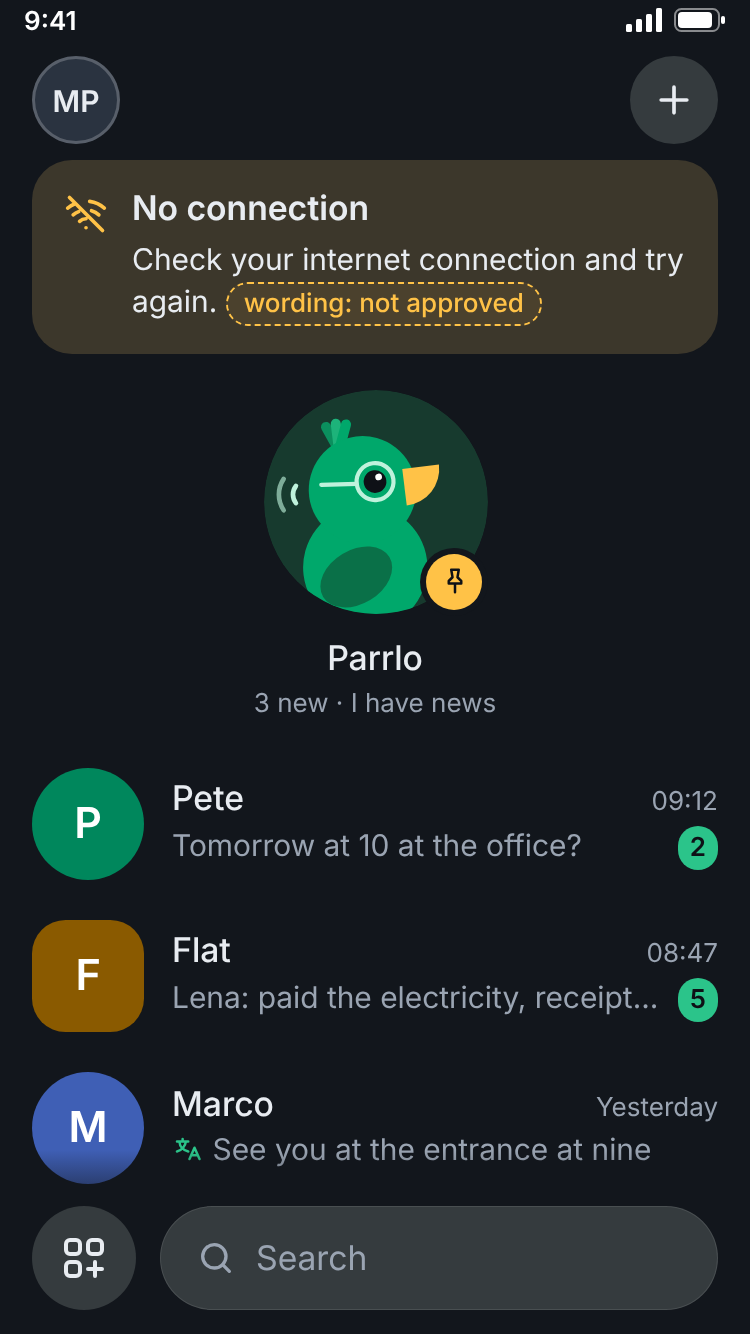 9:41
MP
No connection
Check your internet connection and try
again. wording: not approved
Parrlo
3 new · I have news
P
Pete
09:12
Tomorrow at 10 at the office?
2
F
Flat
08:47
Lena: paid the electricity, receipt...
5
M
Marco
Yesterday
See you at the entrance at nine
Search